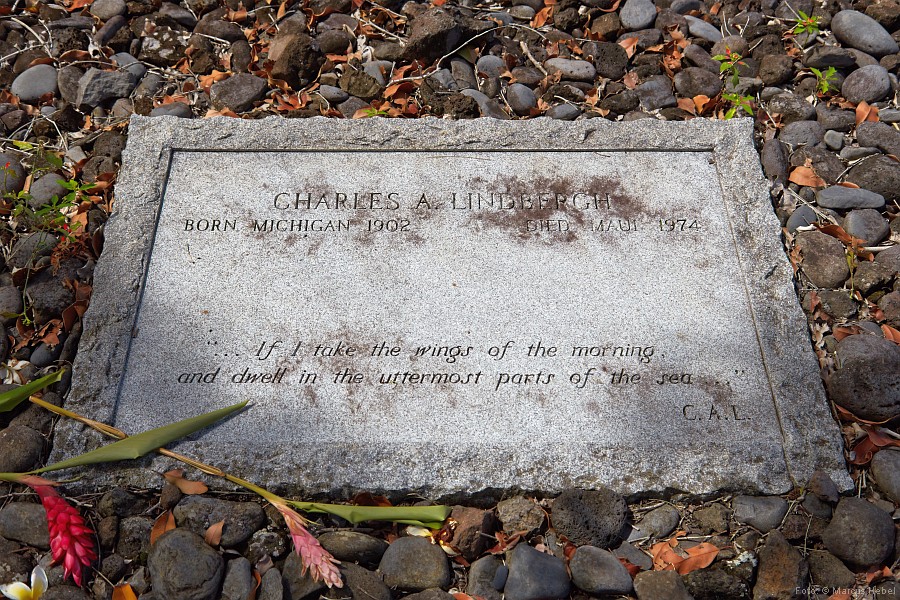 CHARLES A. LINDBERGH
BORN MICHIGAN 1902 DIED MAUI 1974
"... If I take the wings of the morning,
and dwell in the uttermost parts of the sea ..."
C.A.L.
Foto: © Marcus Hebel